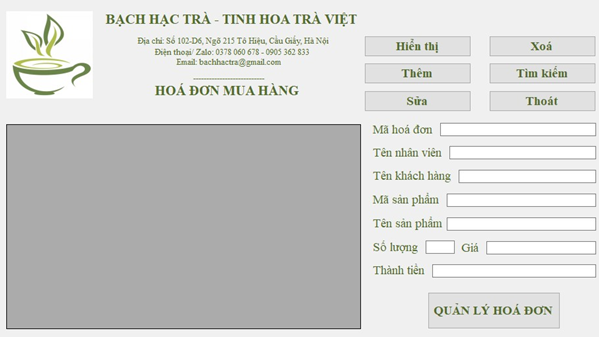 BẠCH HẠC TRÀ - TINH HOA TRÀ VIỆT
Địa chỉ: Số 102-D6, Ngõ 215 Tô Hiệu, Cầu Giấy, Hà Nội
Điện thoại/ Zalo: 0378 060 678 - 0905 362 833
Email: bachhactra@gmail.com
------------------------
HOÁ ĐƠN MUA HÀNG
Hiển thị
Xoá
Thêm
Tìm kiếm
Sửa
Thoát
Mã hoá đơn
Tên nhân viên
Tên khách hàng
Mã sản phẩm
Tên sản phẩm
Số lượng
Giá
Thành tiền
QUẢN LÝ HOÁ ĐƠN